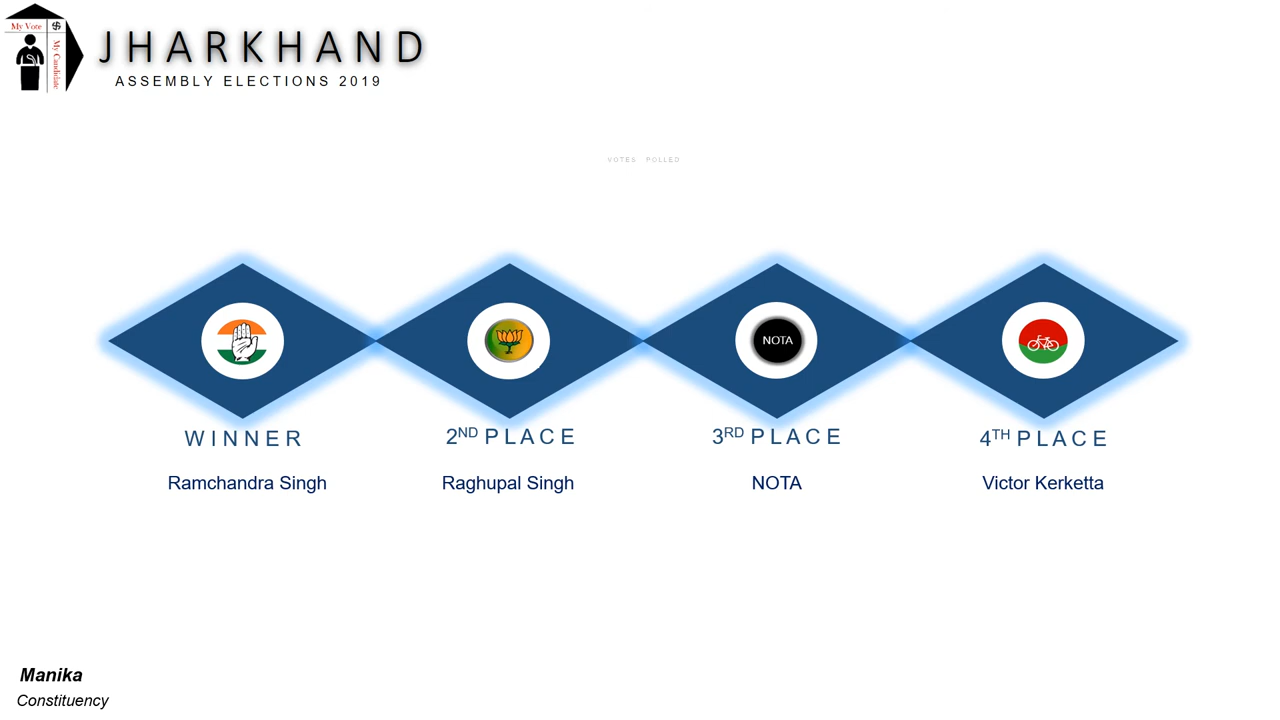 My Vote
My Candidate
JHARKHAND
ASSEMBLY ELECTIONS 2019
VOTES POLLED
NOTA
WINNER
2ND PLACE
3RD PLACE
4TH PLACE
Ramchandra Singh
Raghupal Singh
NOTA
Victor Kerketta
Manika
Constituency